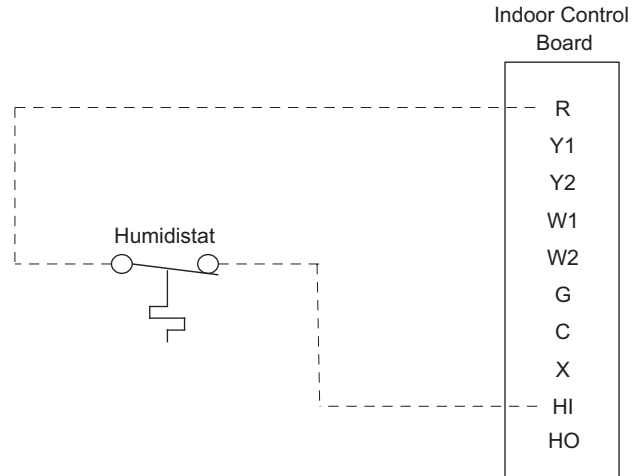 Indoor Control
Board
R
Y1
Y2
Humidistat
W1
W2
G
C
X
HI
HO